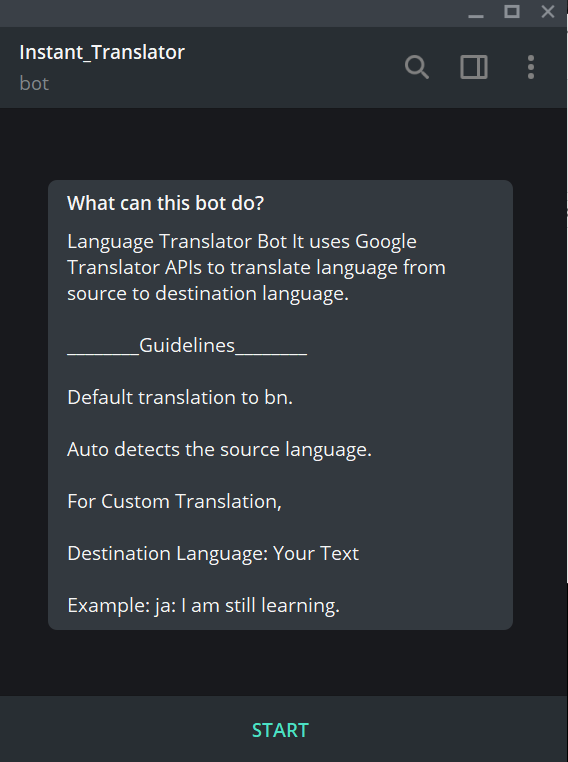 Instant_Translator
bot
What can this bot do?
Language Translator Bot It uses Google
Translator APIs to translate language from
source to destination language.
________Guidelines________
Default translation to bn.
Auto detects the source language.
For Custom Translation,
Destination Language: Your Text
Example: ja: I am still learning.
START